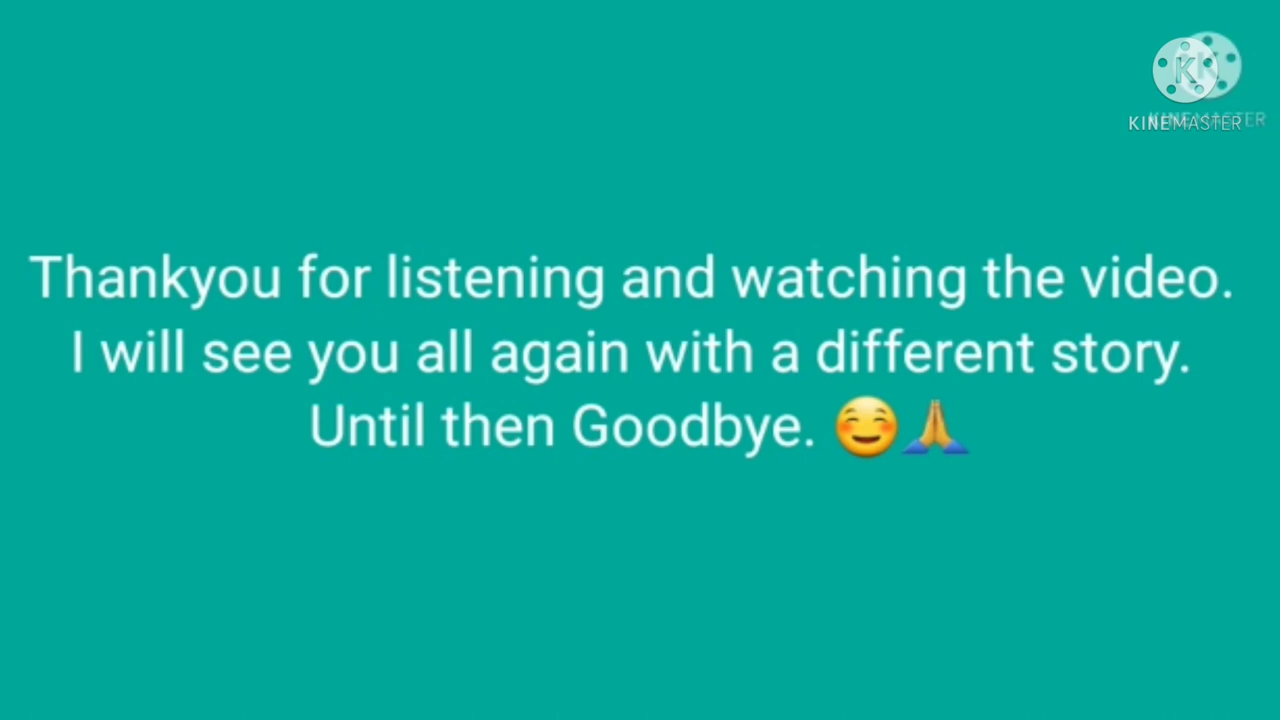 K K
KINEMASTER KINEMASTER
Thankyou for listening and watching the video.
I will see you all again with a different story.
Until then Goodbye. ☺️🙏